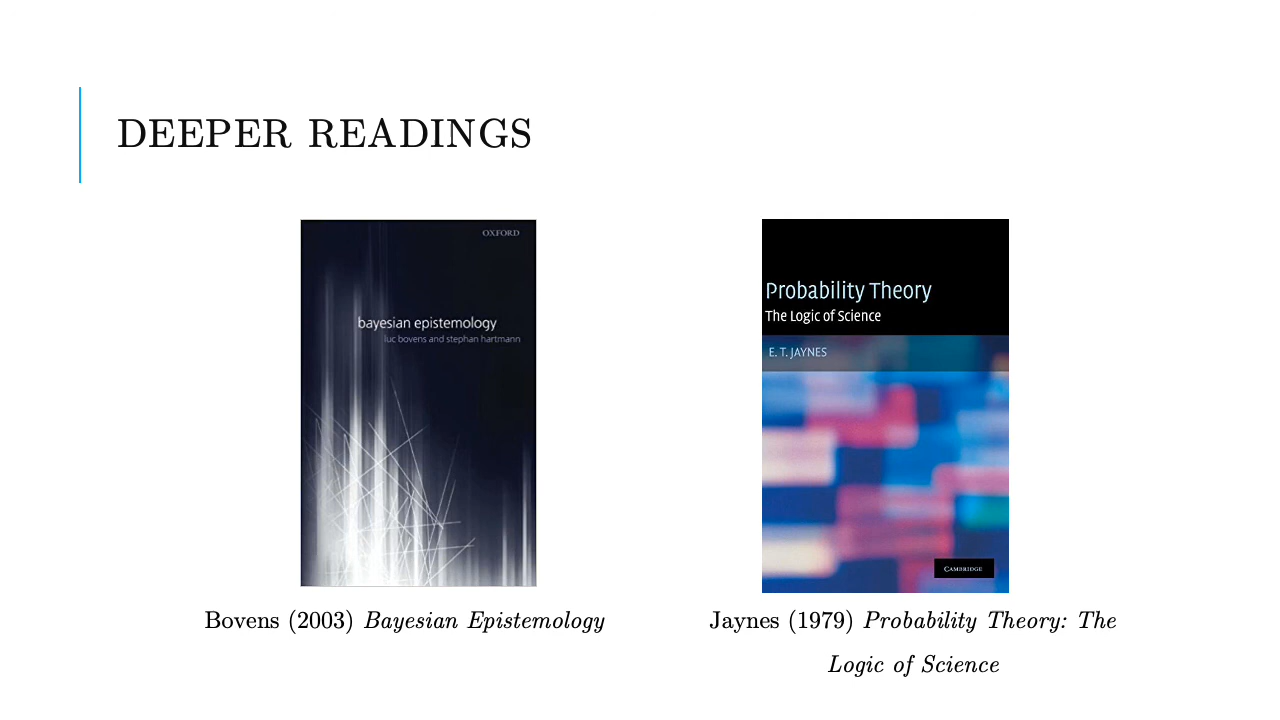 DEEPER READINGS
OXFORD
bayesian epistemology
luc bovens and stephan hartmann
Probability Theory
The Logic of Science
E. T. JAYNES
CAMBRIDGE
Bovens (2003) Bayesian Epistemology
Jaynes (1979) Probability Theory: The
Logic of Science